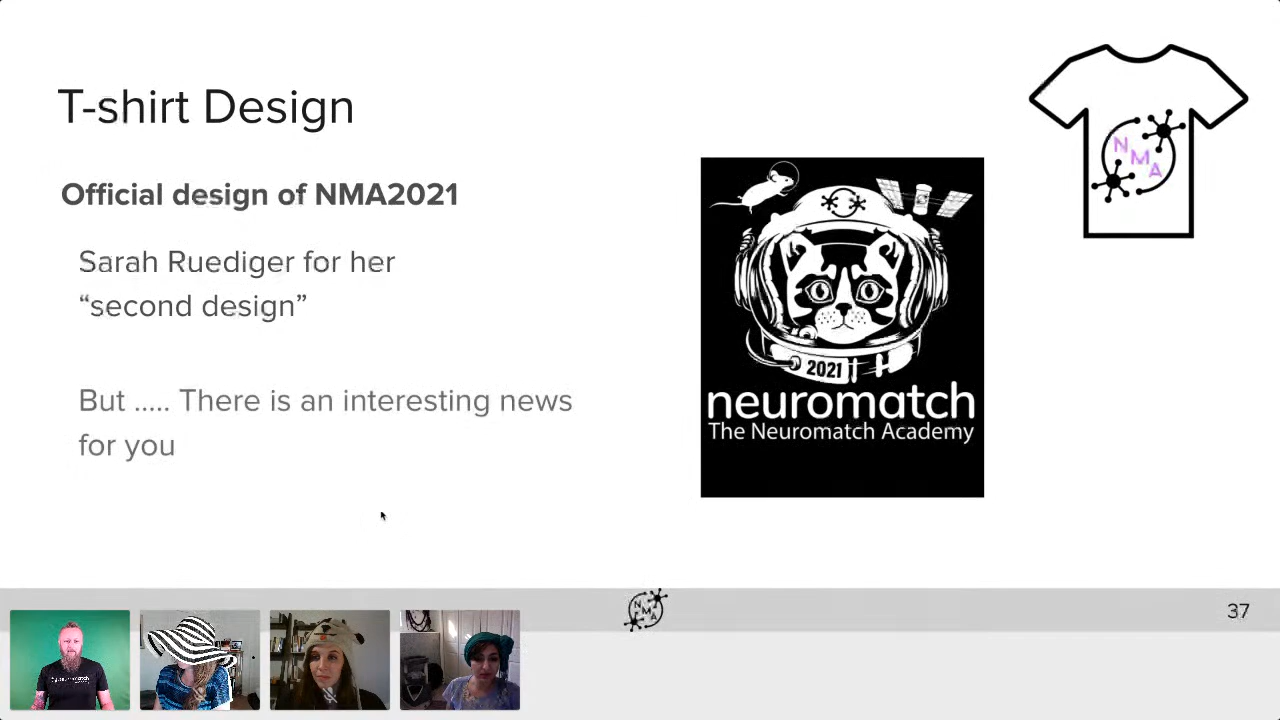 T-shirt Design
Official design of NMA2021
Sarah Ruediger for her
“second design”
But ..... There is an interesting news
for you
N
M
A
2021
neuromatch
The Neuromatch Academy
NMA
37